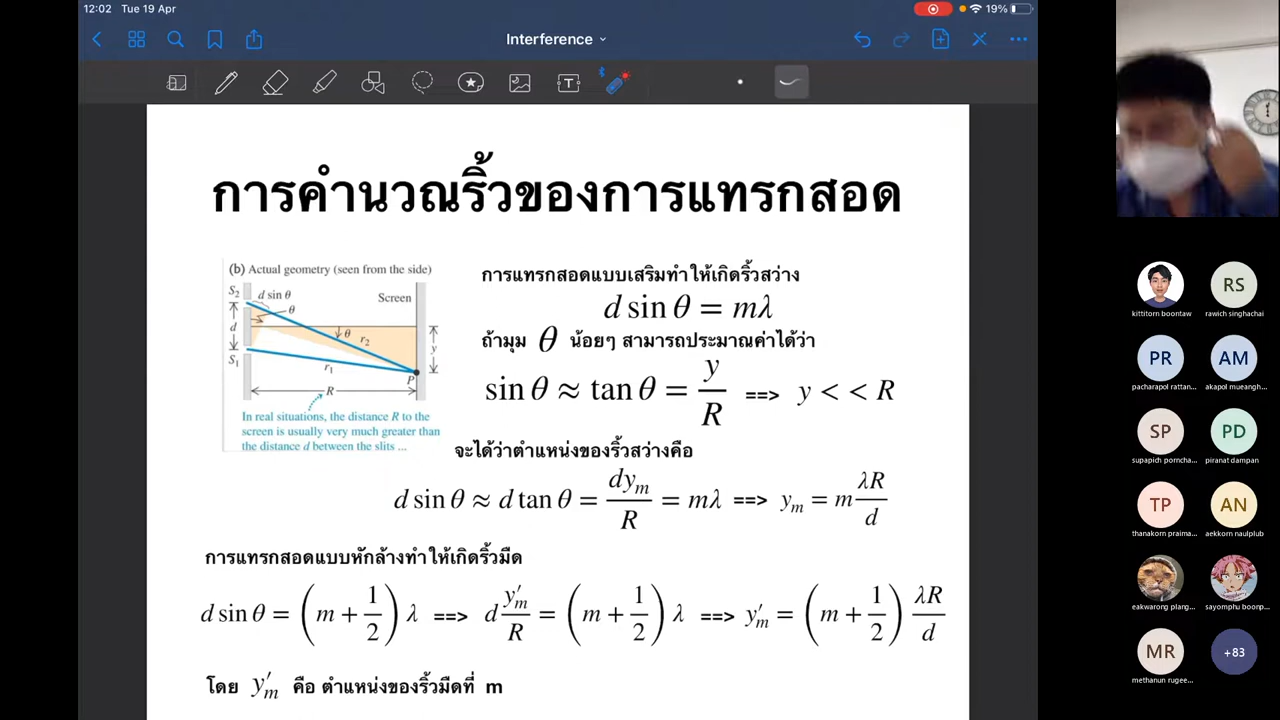 12:02 Tue 19 Apr
19%
Interference
การคำนวณริ้วของการแทรกสอด
(b) Actual geometry (seen from the side)
S₂
d sin θ
Screen
θ
d
θ
r₂
y
S₁
r₁
P
R
In real situations, the distance R to the
screen is usually very much greater than
the distance d between the slits ...
การแทรกสอดแบบเสริมทำให้เกิดริ้วสว่าง
d sin θ = mλ
ถ้ามุม θ น้อยๆ สามารถประมาณค่าได้ว่า
sin θ ≈ tan θ = y/R ==> y << R
จะได้ว่าตำแหน่งของริ้วสว่างคือ
d sin θ ≈ d tan θ = dyₘ/R = mλ ==> yₘ = m λR/d
การแทรกสอดแบบหักล้างทำให้เกิดริ้วมืด
d sin θ = (m + 1/2) λ ==> d y′ₘ/R = (m + 1/2) λ ==> y′ₘ = (m + 1/2) λR/d
โดย y′ₘ คือ ตำแหน่งของริ้วมืดที่ m
kittitorn boontaw
RS
rawich singhachai
PR
pacharapol rattan...
AM
akapol mueangh...
SP
supapich porncha...
PD
piranat dampan
TP
thanakorn praima...
AN
aekkorn naulplub
eakwarong plang...
sayomphu boonp...
MR
methanun rugee...
+83